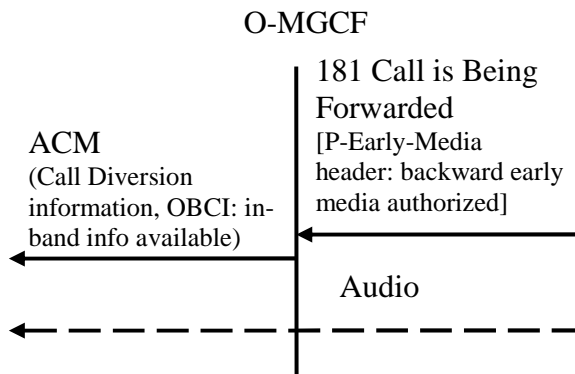 O-MGCF
181 Call is Being
Forwarded
[P-Early-Media
header: backward early
media authorized]
ACM
(Call Diversion
information, OBCI: in-
band info available)
Audio